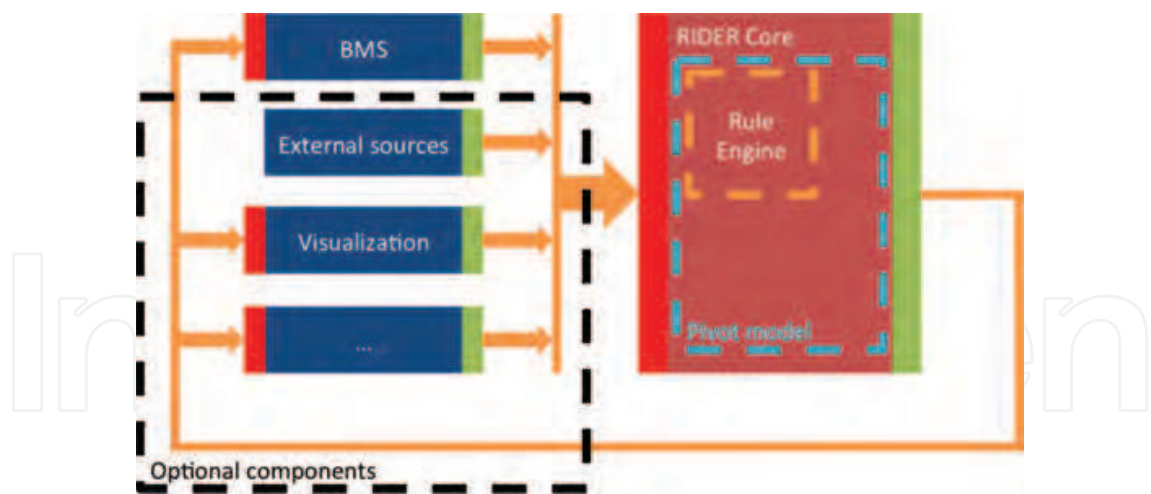 BMS
RIDER Core
External sources
Rule
Engine
Visualization
...
Pivot model
Optional components